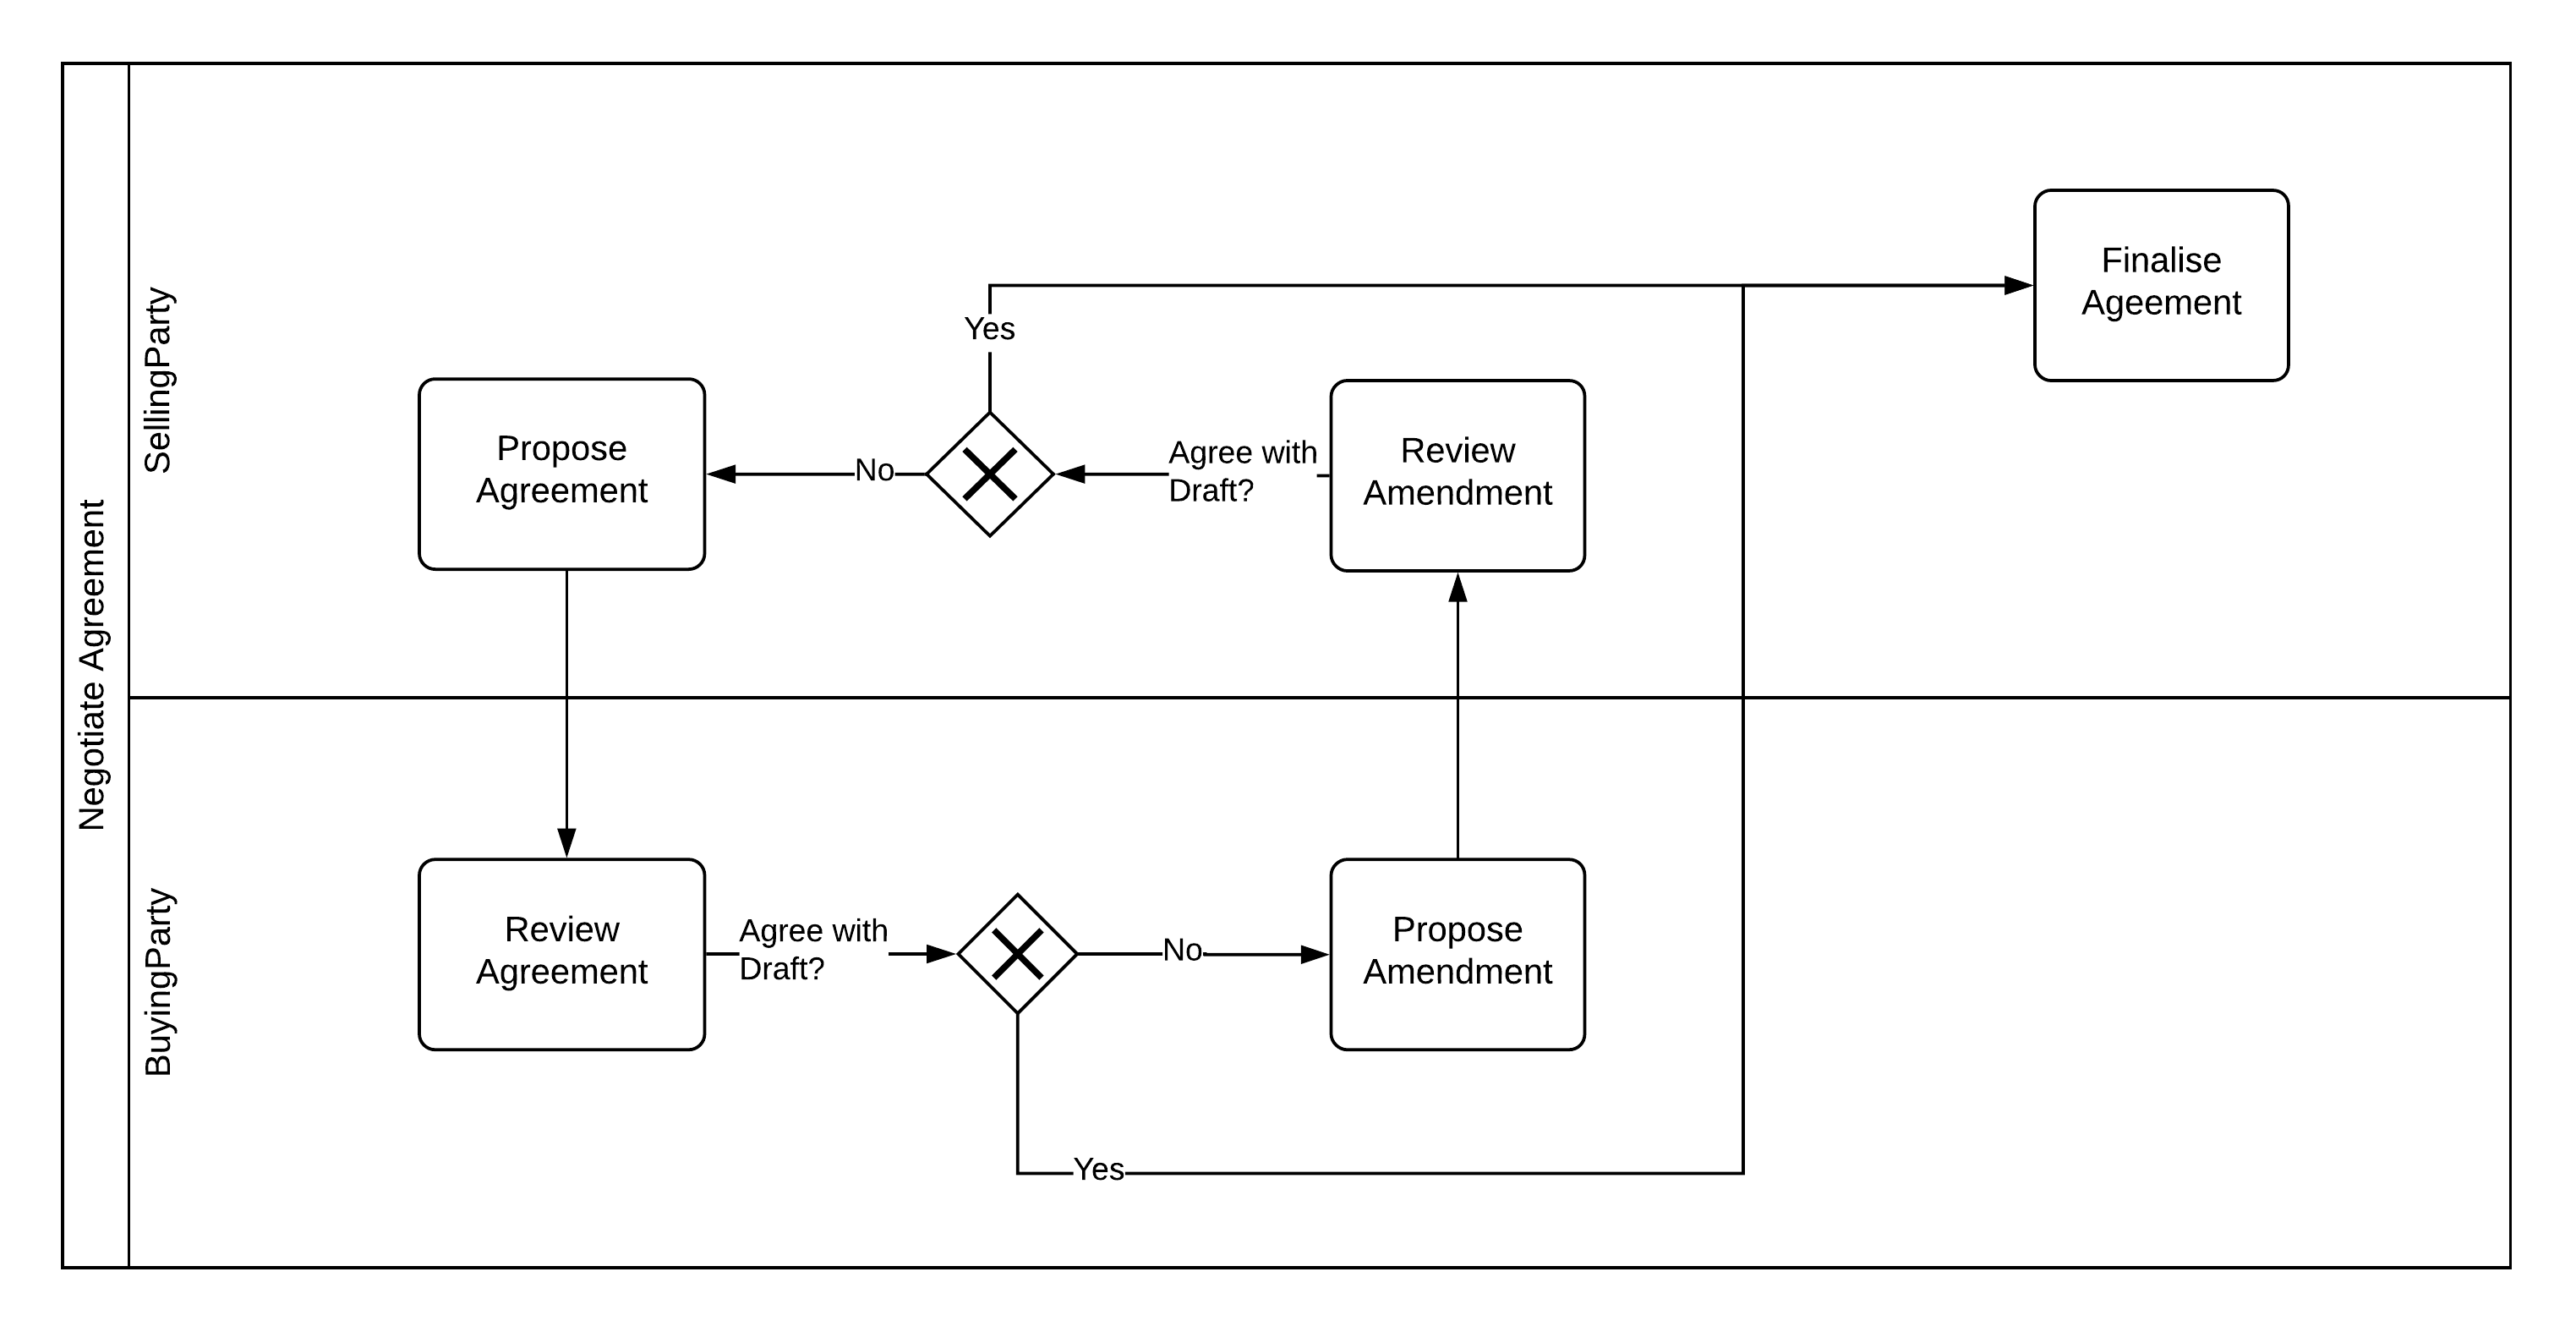 Negotiate Agreement
SellingParty
Finalise
Ageement
Yes
Propose
Agreement
No
Agree with
Draft?
Review
Amendment
BuyingParty
Review
Agreement
Agree with
Draft?
No
Propose
Amendment
Yes